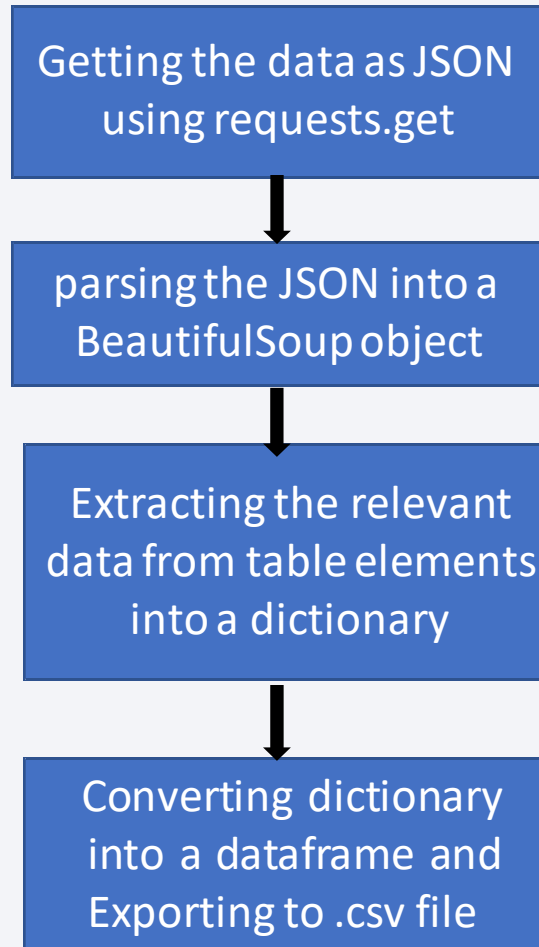 Getting the data as JSON
using requests.get
parsing the JSON into a
BeautifulSoup object
Extracting the relevant
data from table elements
into a dictionary
Converting dictionary
into a dataframe and
Exporting to .csv file